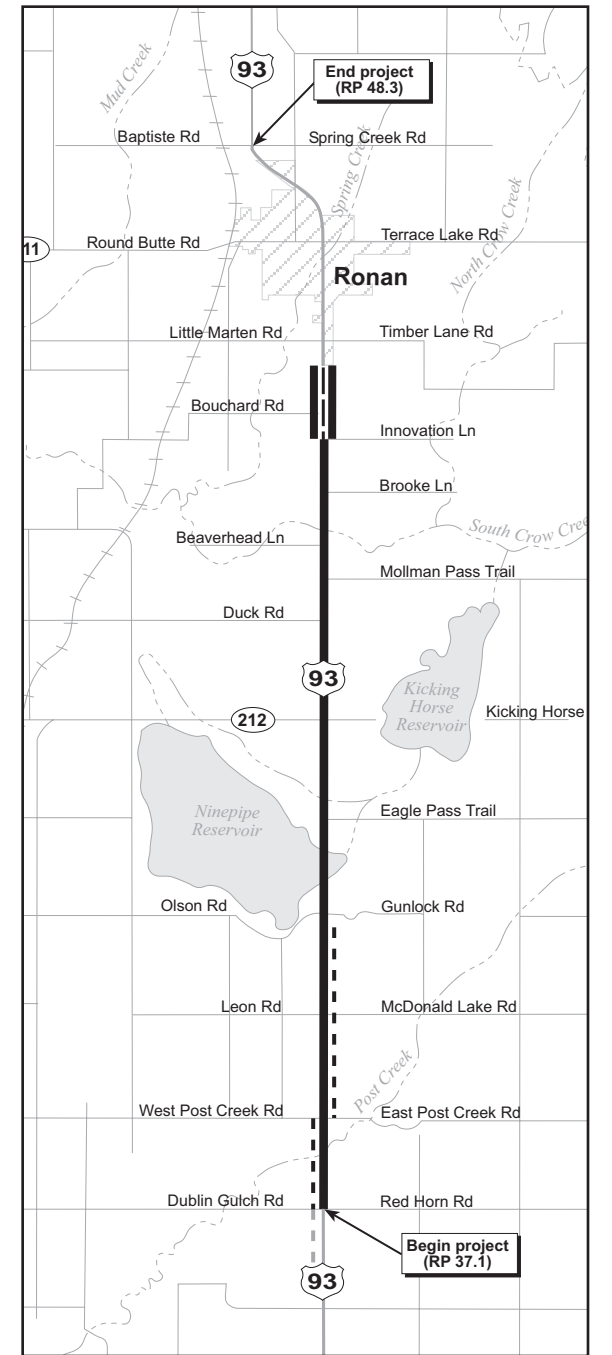 Mud Creek
93
End project
(RP 48.3)
Baptiste Rd
Spring Creek Rd
Spring Creek
11
Round Butte Rd
Terrace Lake Rd
North Crow Creek
Ronan
Little Marten Rd
Timber Lane Rd
Bouchard Rd
Innovation Ln
Brooke Ln
Beaverhead Ln
South Crow Cree
Mollman Pass Trail
Duck Rd
93
Kicking
Horse
Reservoir
212
Kicking Horse
Ninepipe
Reservoir
Eagle Pass Trail
Olson Rd
Gunlock Rd
Leon Rd
McDonald Lake Rd
Post Creek
West Post Creek Rd
East Post Creek Rd
Dublin Gulch Rd
Red Horn Rd
Begin project
(RP 37.1)
93